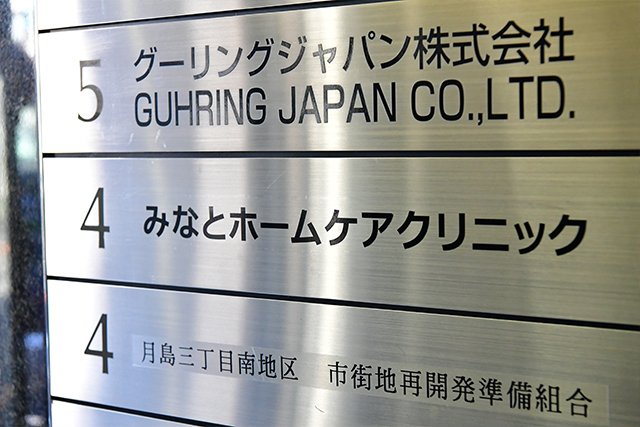 5 グーリングジャパン株式会社
GUHRING JAPAN CO.,LTD.
4 みなとホームケアクリニック
4 月島三丁目南地区 市街地再開発準備組合